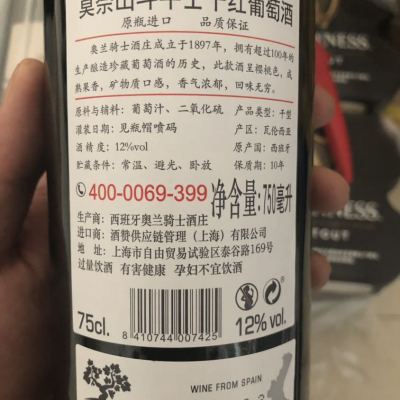 原瓶进口 品质保证
奥兰骑士酒庄成立于1897年，拥有超过100年的
生产酿造珍藏葡萄酒的历史，此款酒呈樱桃色，成
熟果香，矿物质口感，香气浓郁，回味无穷。
原料与辅料：葡萄汁、二氧化硫 产品类型：干型
灌装日期：见瓶帽喷码 产区：瓦伦西亚
酒精度：12%vol 原产国：西班牙
贮藏条件：常温、避光、卧放 保质期：10年
400-0069-399 净含量：750毫升
生产商：西班牙奥兰骑士酒庄
进口商：酒赞供应链管理（上海）有限公司
地 址：上海市自由贸易试验区泰谷路169号
过量饮酒 有害健康 孕妇不宜饮酒
75cl. 12% vol.
8 410744 007425
WINE FROM SPAIN